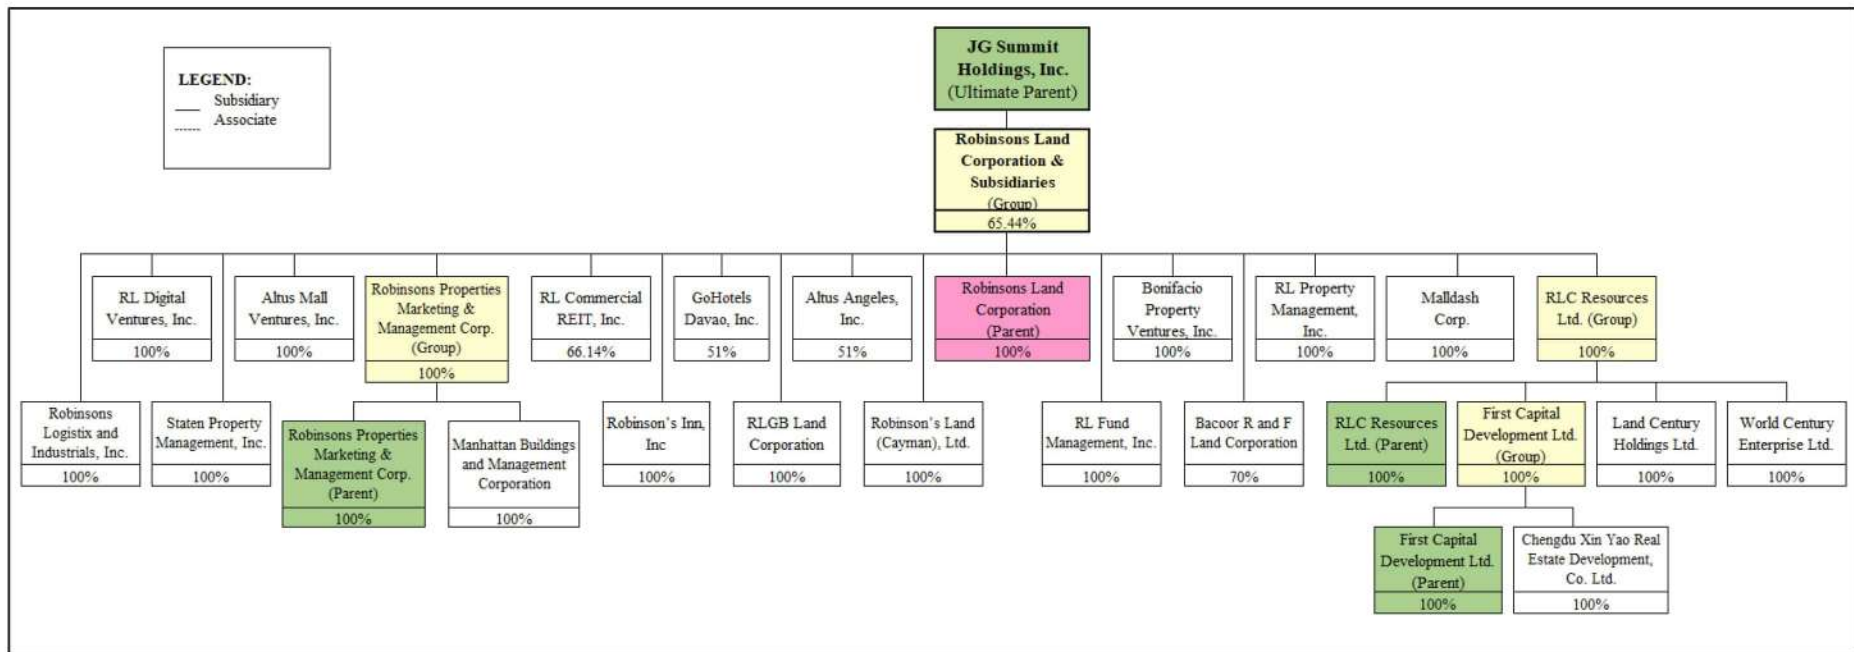 LEGEND:
Subsidiary
Associate
JG Summit
Holdings, Inc.
(Ultimate Parent)
Robinsons Land
Corporation &
Subsidiaries
(Group)
65.44%
RL Digital
Ventures, Inc.
100%
Altus Mall
Ventures, Inc.
100%
Robinsons Properties
Marketing &
Management Corp.
(Group)
100%
RL Commercial
REIT, Inc.
66.14%
GoHotels
Davao, Inc.
51%
Altus Angeles,
Inc.
51%
Robinsons Land
Corporation
(Parent)
100%
Bonifacio
Property
Ventures, Inc.
100%
RL Property
Management,
Inc.
100%
Malldash
Corp.
100%
RLC Resources
Ltd. (Group)
100%
Robinsons
Logistix and
Industrials, Inc.
100%
Staten Property
Management, Inc.
100%
Robinsons Properties
Marketing &
Management Corp.
(Parent)
100%
Manhattan Buildings
and Management
Corporation
100%
Robinson's Inn,
Inc
100%
RLGB Land
Corporation
100%
Robinson's Land
(Cayman), Ltd.
100%
RL Fund
Management, Inc.
100%
Bacoor R and F
Land Corporation
70%
RLC Resources
Ltd. (Parent)
100%
First Capital
Development Ltd.
(Group)
100%
Land Century
Holdings Ltd.
100%
World Century
Enterprise Ltd.
100%
First Capital
Development Ltd.
(Parent)
100%
Chengdu Xin Yao Real
Estate Development,
Co. Ltd.
100%